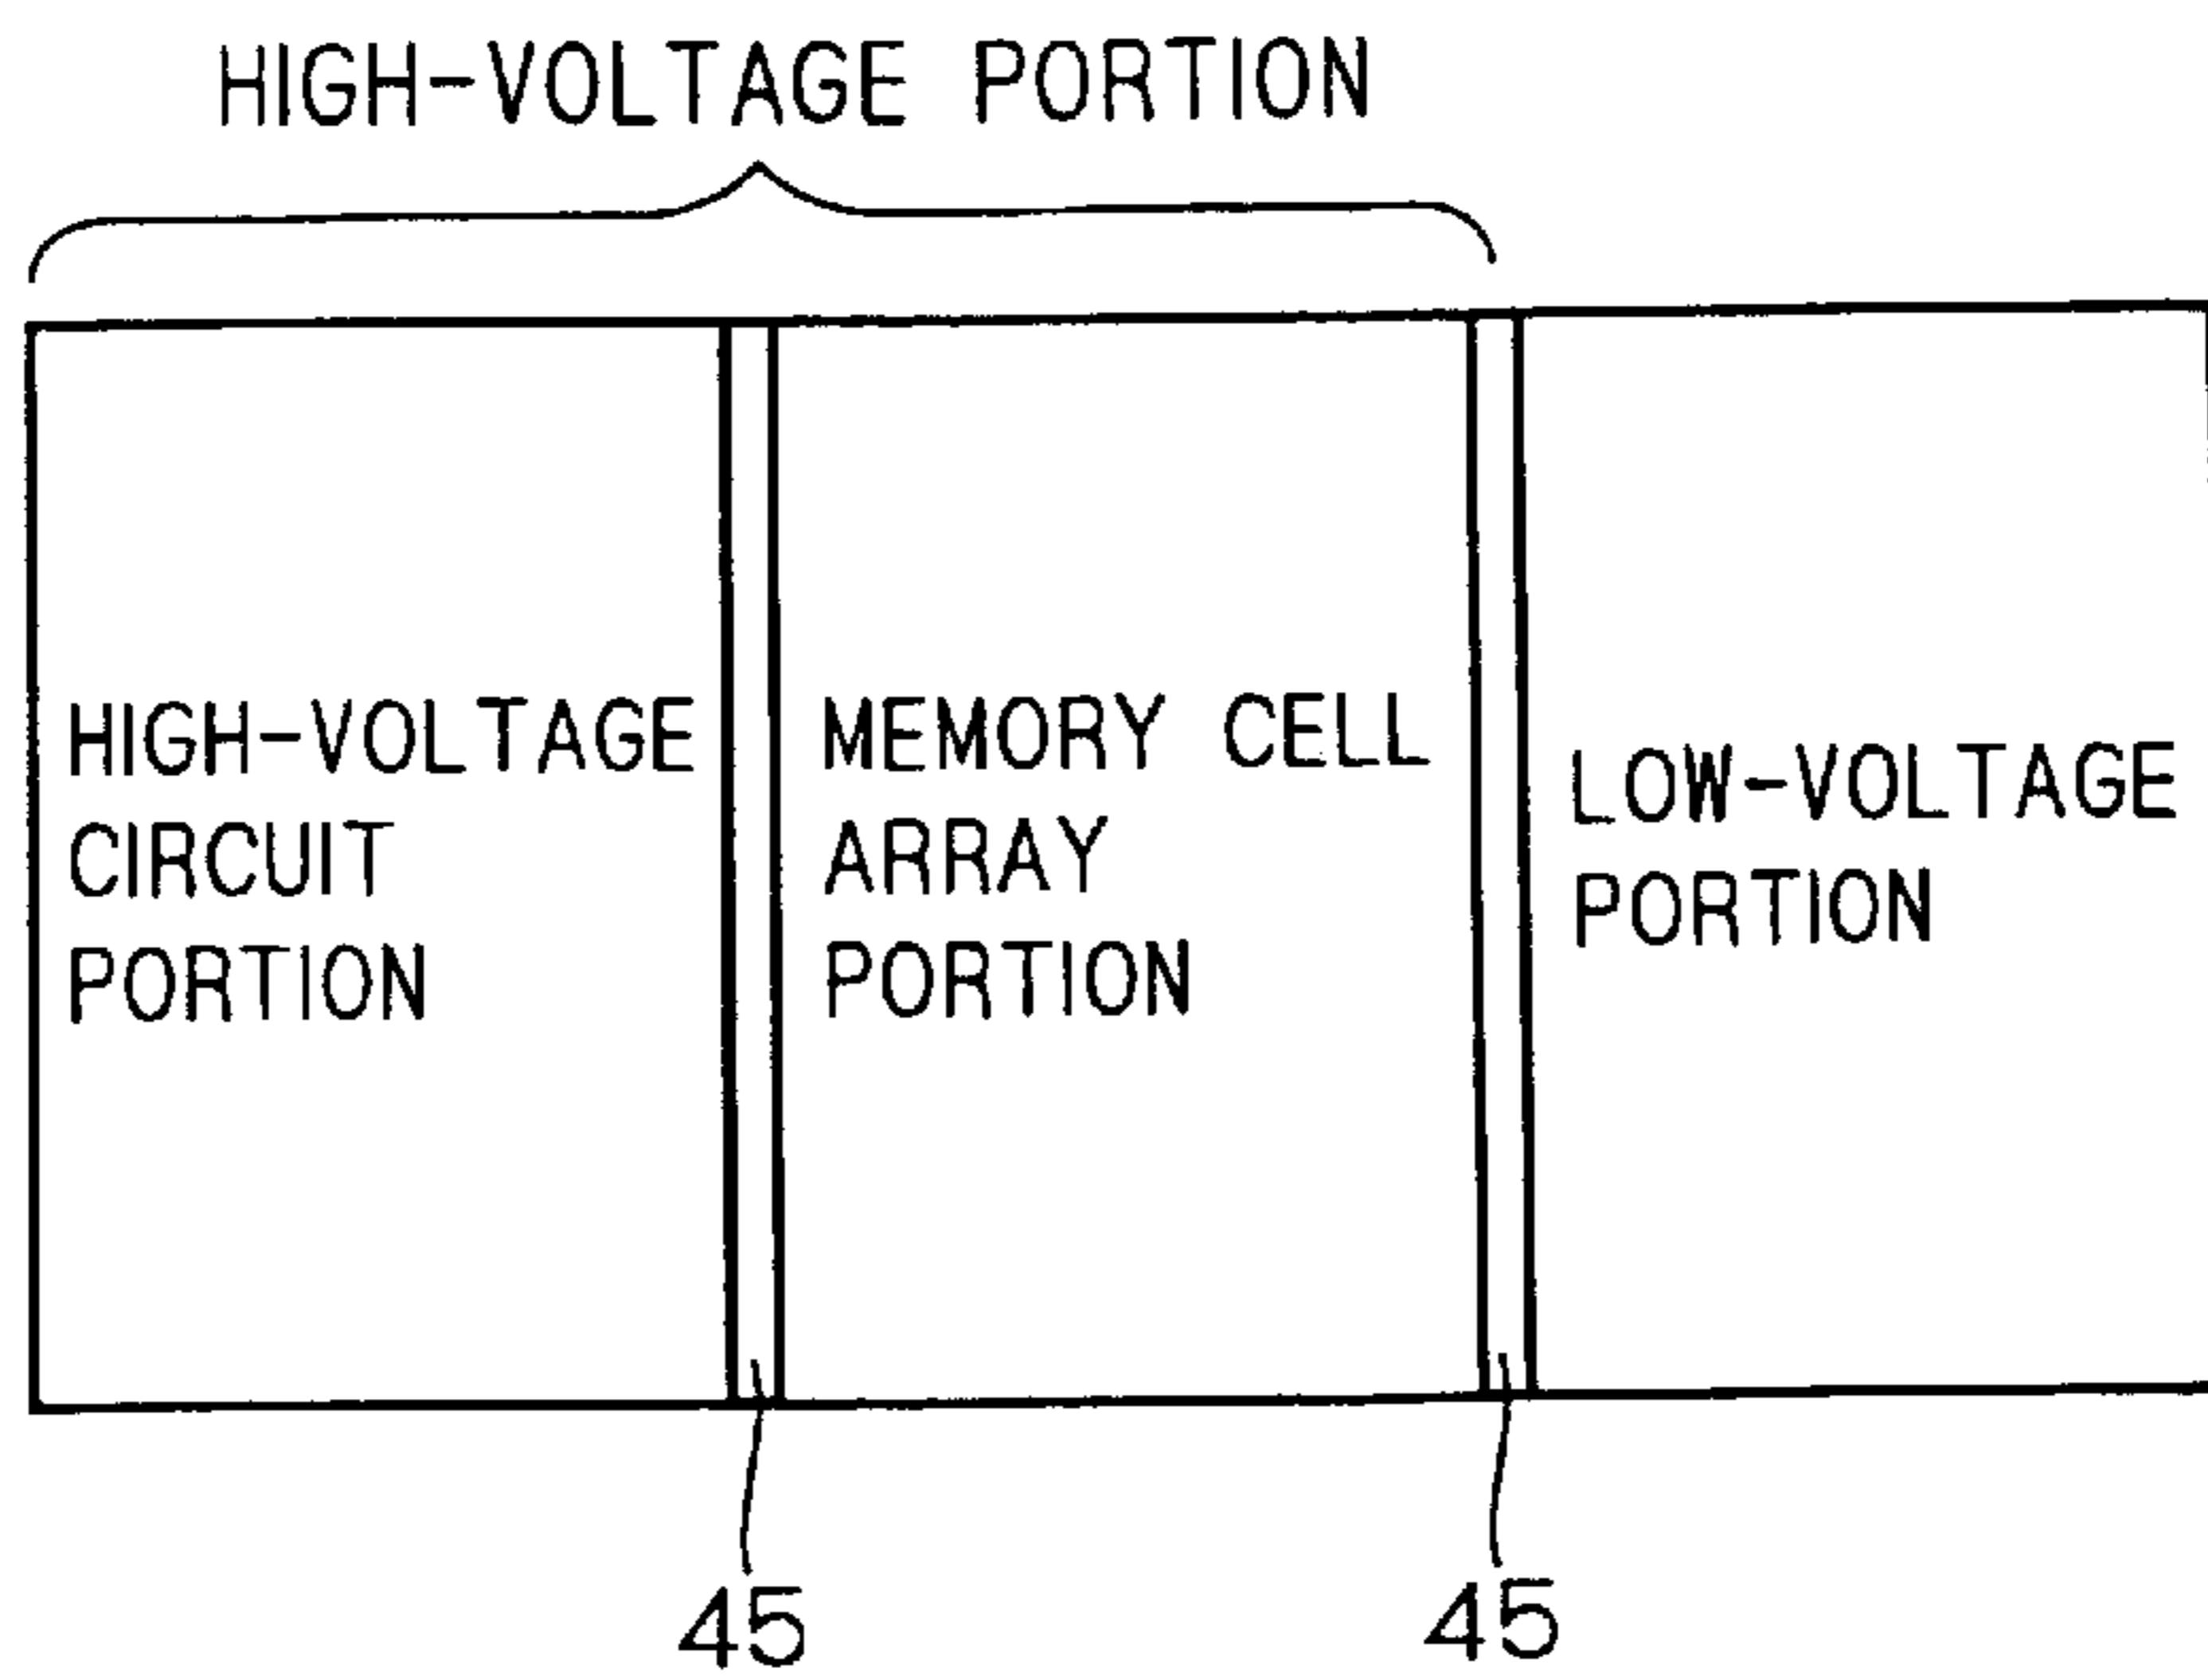 HIGH-VOLTAGE PORTION
HIGH-VOLTAGE
CIRCUIT
PORTION
MEMORY CELL
ARRAY
PORTION
LOW-VOLTAGE
PORTION
45
45